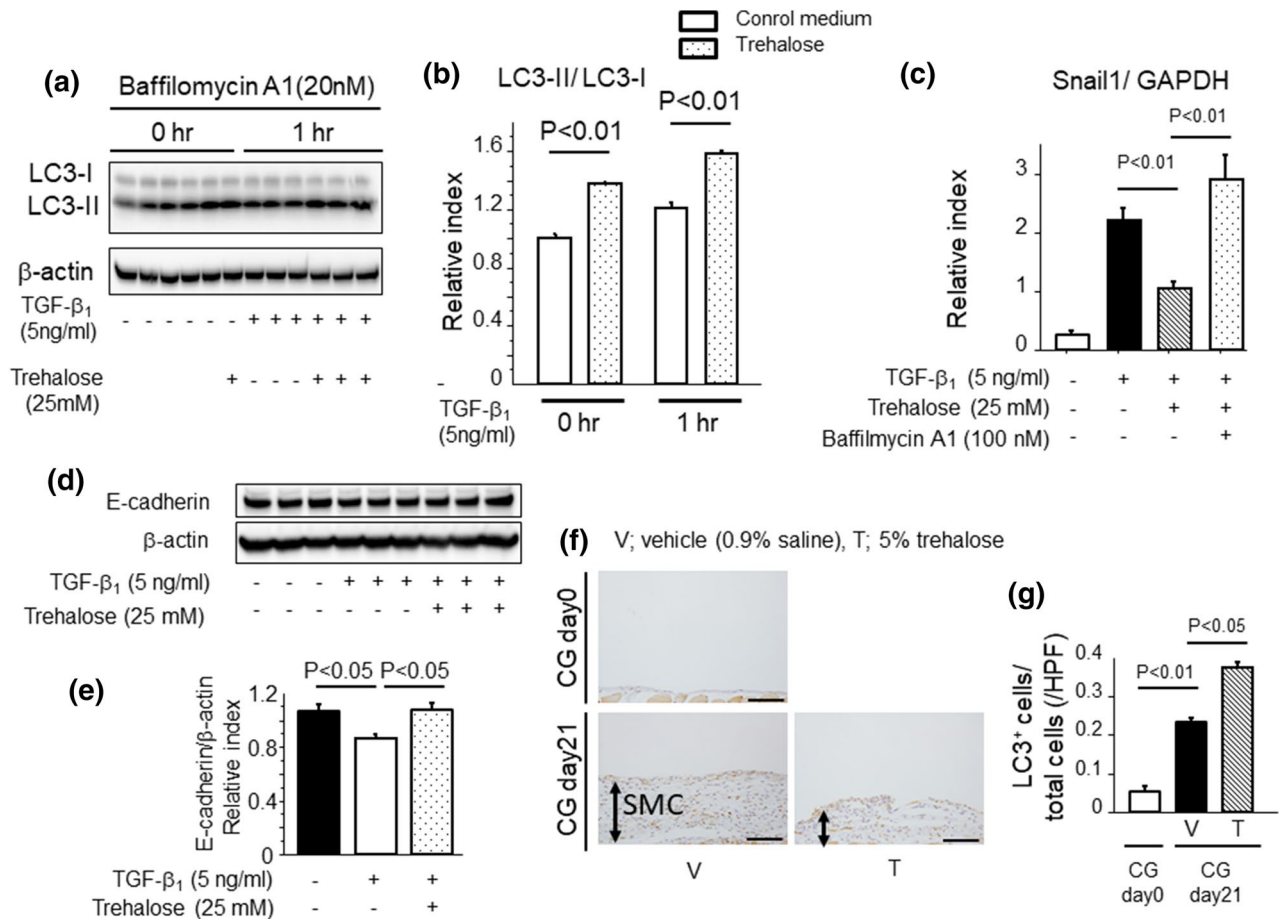 Conrol medium
Trehalose
(a)
Baffilomycin A1(20nM)
0 hr 1 hr
LC3-I
LC3-II
β-actin
TGF-β1 (5ng/ml) - - - - - - + + + + + +
Trehalose (25mM) + - - - + + +
(b)
LC3-II/ LC3-I
P<0.01 P<0.01
Relative index
1.6
1.2
0.8
0.4
0
-
TGF-β1 (5ng/ml)
0 hr 1 hr
(c)
Snail1/ GAPDH
P<0.01
P<0.01
Relative index
3
2
1
0
TGF-β1 (5 ng/ml) - + + +
Trehalose (25 mM) - - + +
Baffilmycin A1 (100 nM) - - - +
(d)
E-cadherin
β-actin
TGF-β1 (5 ng/ml) - - - + + + + + +
Trehalose (25 mM) - - - - - - + + +
(e)
P<0.05 P<0.05
E-cadherin/β-actin
Relative index
1.2
0.8
0.4
0
TGF-β1 (5 ng/ml) - + +
Trehalose (25 mM) - - +
(f) V; vehicle (0.9% saline), T; 5% trehalose
CG day0
CG day21
SMC
V T
(g)
P<0.05
P<0.01
LC3+ cells/
total cells (/HPF)
0.4
0.3
0.2
0.1
0
V T
CG day0
CG day21